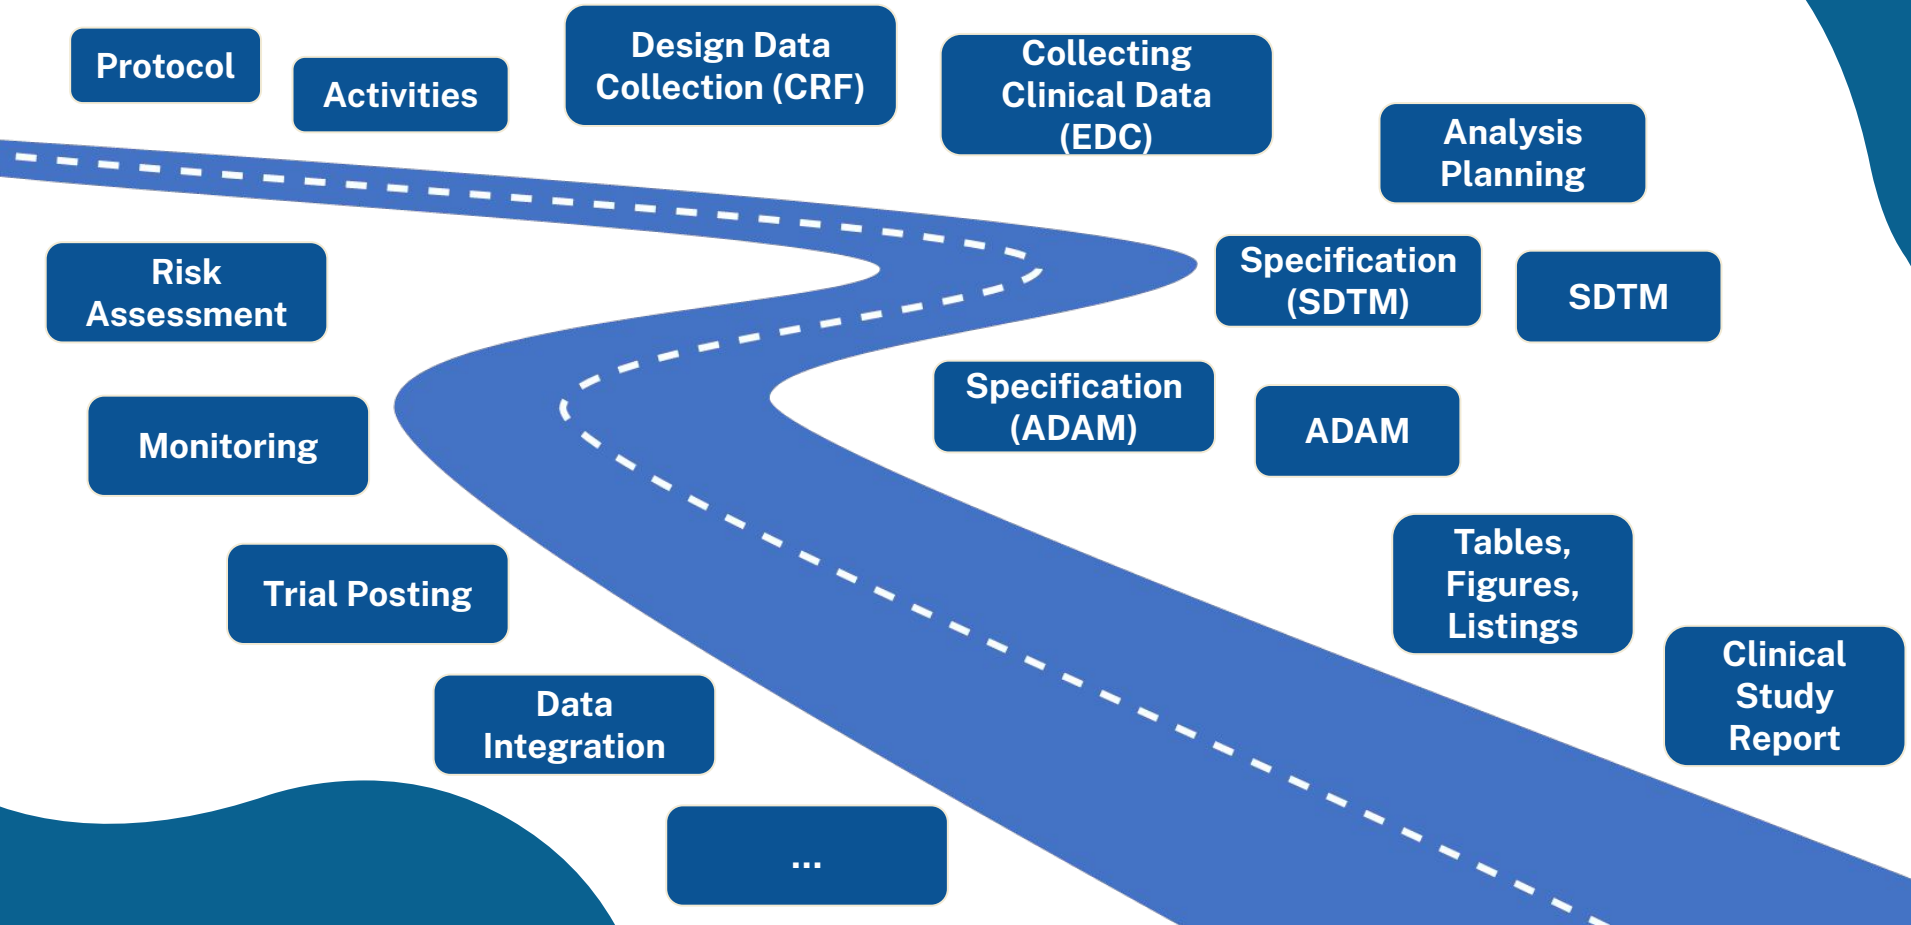 Protocol
Activities
Design Data
Collection (CRF)
Collecting
Clinical Data
(EDC)
Analysis
Planning
Risk
Assessment
Specification
(SDTM)
SDTM
Monitoring
Specification
(ADAM)
ADAM
Trial Posting
Tables,
Figures,
Listings
Data
Integration
Clinical
Study
Report
...